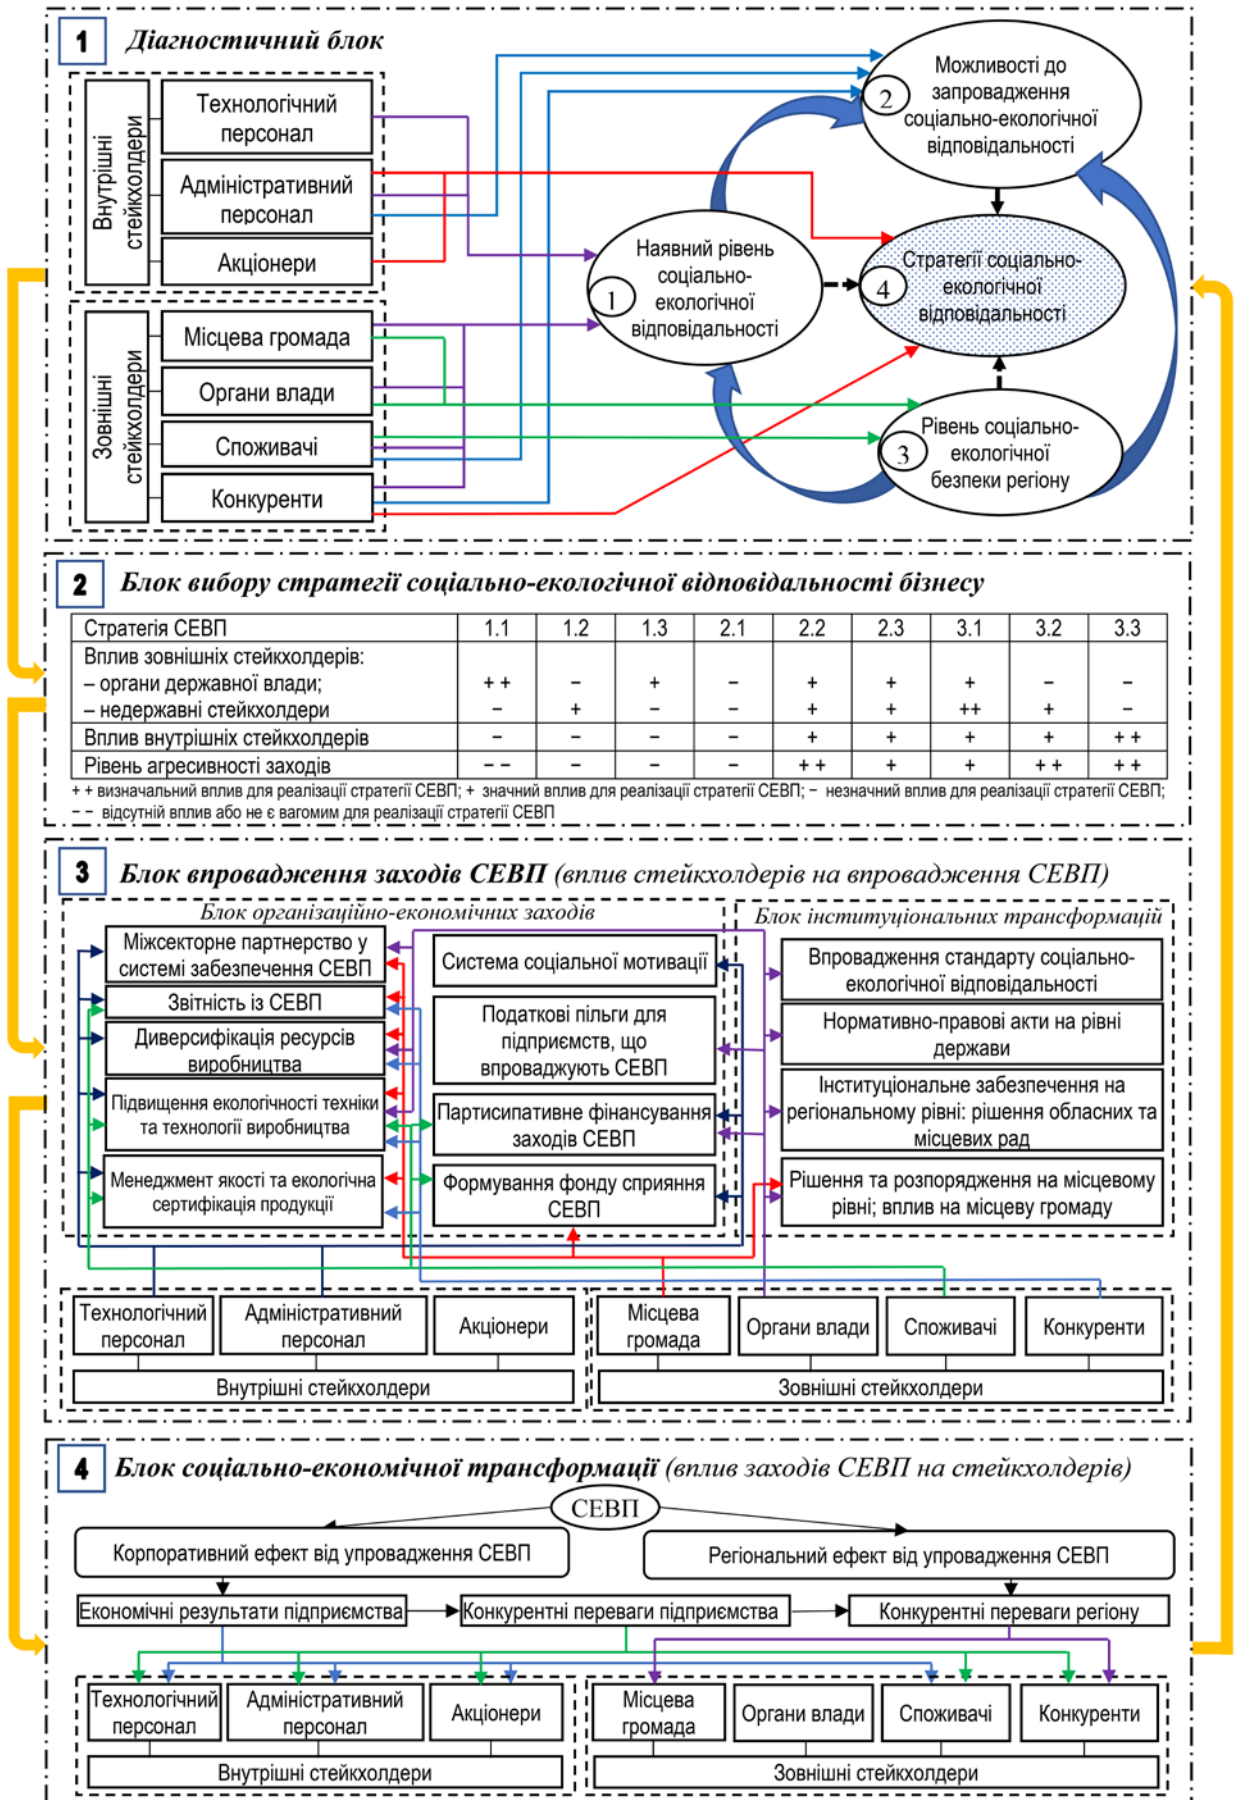 1 Діагностичний блок
Внутрішні
стейкхолдери
Технологічний
персонал
Адміністративний
персонал
Акціонери
Зовнішні
стейкхолдери
Місцева громада
Органи влади
Споживачі
Конкуренти
2
Можливості до
запровадження
соціально-екологічної
відповідальності
1
Наявний рівень
соціально-
екологічної
відповідальності
4
Стратегії соціально-
екологічної
відповідальності
3
Рівень соціально-
екологічної
безпеки регіону
2 Блок вибору стратегії соціально-екологічної відповідальності бізнесу
Стратегія СЕВП 1.1 1.2 1.3 2.1 2.2 2.3 3.1 3.2 3.3
Вплив зовнішніх стейкхолдерів:
– органи державної влади; + + – + – + + + – –
– недержавні стейкхолдери – + – – + + ++ + –
Вплив внутрішніх стейкхолдерів – – – – + + + + + +
Рівень агресивності заходів – – – – – + + + + + + + +
+ + визначальний вплив для реалізації стратегії СЕВП; + значний вплив для реалізації стратегії СЕВП; – незначний вплив для реалізації стратегії СЕВП;
– – відсутній вплив або не є вагомим для реалізації стратегії СЕВП
3 Блок впровадження заходів СЕВП (вплив стейкхолдерів на впровадження СЕВП)
Блок організаційно-економічних заходів
Міжсекторне партнерство у
системі забезпечення СЕВП
Звітність із СЕВП
Диверсифікація ресурсів
виробництва
Підвищення екологічності техніки
та технології виробництва
Менеджмент якості та екологічна
сертифікація продукції
Система соціальної мотивації
Податкові пільги для
підприємств, що
впроваджують СЕВП
Партисипативне фінансування
заходів СЕВП
Формування фонду сприяння
СЕВП
Блок інституціональних трансформацій
Впровадження стандарту соціально-
екологічної відповідальності
Нормативно-правові акти на рівні
держави
Інституціональне забезпечення на
регіональному рівні: рішення обласних та
місцевих рад
Рішення та розпорядження на місцевому
рівні; вплив на місцеву громаду
Технологічний
персонал
Адміністративний
персонал
Акціонери
Внутрішні стейкхолдери
Місцева
громада
Органи влади
Споживачі
Конкуренти
Зовнішні стейкхолдери
4 Блок соціально-економічної трансформації (вплив заходів СЕВП на стейкхолдерів)
СЕВП
Корпоративний ефект від упровадження СЕВП
Регіональний ефект від упровадження СЕВП
Економічні результати підприємства
Конкурентні переваги підприємства
Конкурентні переваги регіону
Технологічний
персонал
Адміністративний
персонал
Акціонери
Внутрішні стейкхолдери
Місцева
громада
Органи влади
Споживачі
Конкуренти
Зовнішні стейкхолдери